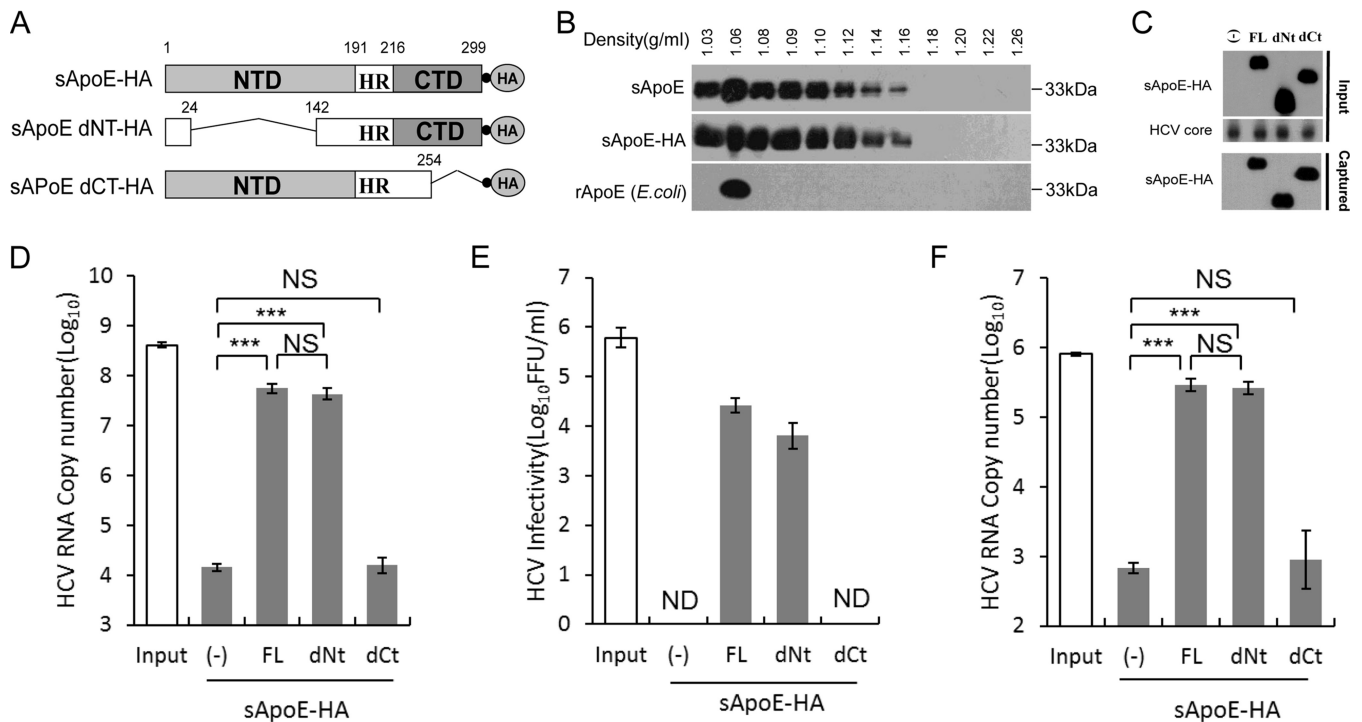 A
1 191 216 299
sApoE-HA NTD HR CTD HA
24 142
sApoE dNT-HA HR CTD HA
254
sAPoE dCT-HA NTD HR HA
B
Density(g/ml) 1.03 1.06 1.08 1.09 1.10 1.12 1.14 1.16 1.18 1.20 1.22 1.26
sApoE 33kDa
sApoE-HA 33kDa
rApoE (E.coli) 33kDa
C
(-) FL dNt dCt
sApoE-HA
HCV core
Input
sApoE-HA
Captured
D
HCV RNA Copy number(Log10)
10
9
8
7
6
5
4
3
NS
***
*** NS
Input (-) FL dNt dCt
sApoE-HA
E
HCV Infectivity(Log10FFU/ml)
7
6
5
4
3
2
1
0
ND ND
Input (-) FL dNt dCt
sApoE-HA
F
HCV RNA Copy number(Log10)
7
6
5
4
3
2
NS
***
*** NS
Input (-) FL dNt dCt
sApoE-HA